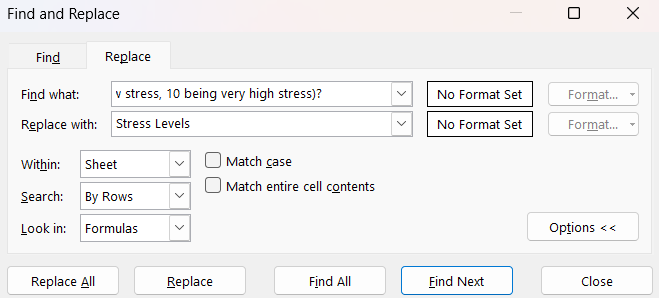 Find and Replace
Find Replace
Find what: v stress, 10 being very high stress)? No Format Set Format...
Replace with: Stress Levels No Format Set Format...
Within: Sheet Match case
Match entire cell contents
Search: By Rows
Look in: Formulas
Options <<
Replace All Replace Find All Find Next Close